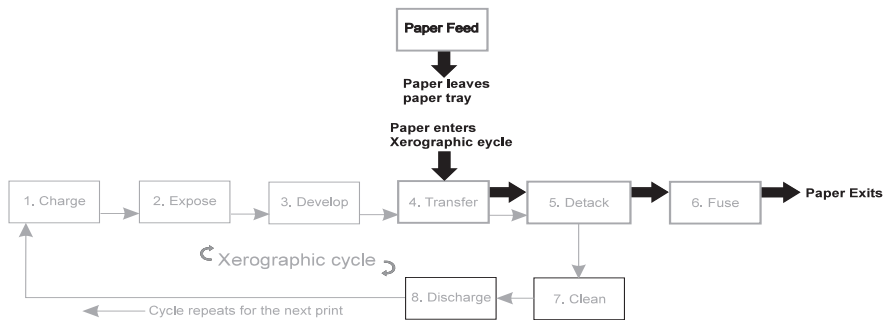 Paper Feed
Paper leaves
paper tray
Paper enters
Xerographic eycle
1. Charge
2. Expose
3. Develop
4. Transfer
5. Detack
6. Fuse
Paper Exits
Xerographic cycle
8. Discharge
7. Clean
Cycle repeats for the next print